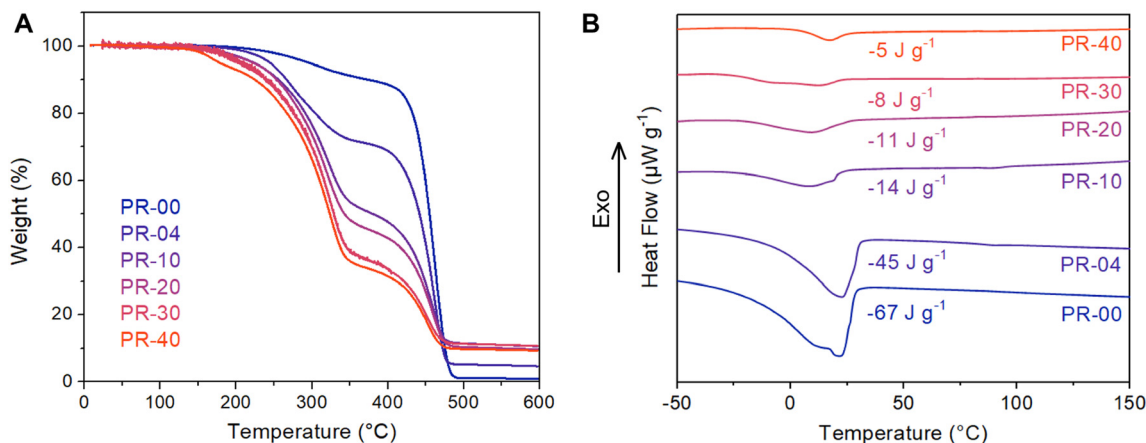 A
100
80
60
40
20
0
Weight (%)
PR-00
PR-04
PR-10
PR-20
PR-30
PR-40
0 100 200 300 400 500 600
Temperature (°C)
B
Exo
Heat Flow (µW g⁻¹)
-5 J g⁻¹ PR-40
-8 J g⁻¹ PR-30
-11 J g⁻¹ PR-20
-14 J g⁻¹ PR-10
-45 J g⁻¹ PR-04
-67 J g⁻¹ PR-00
-50 0 50 100 150
Temperature (°C)